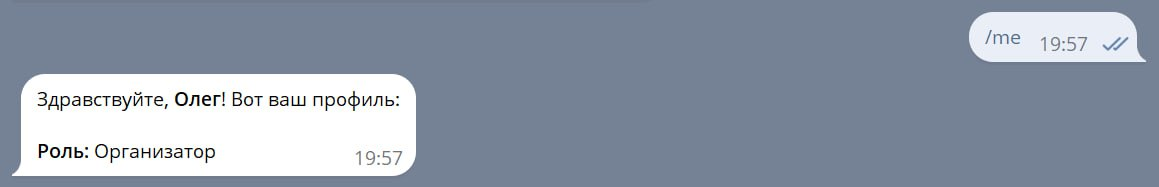 /me 19:57
Здравствуйте, Олег! Вот ваш профиль:
Роль: Организатор 19:57